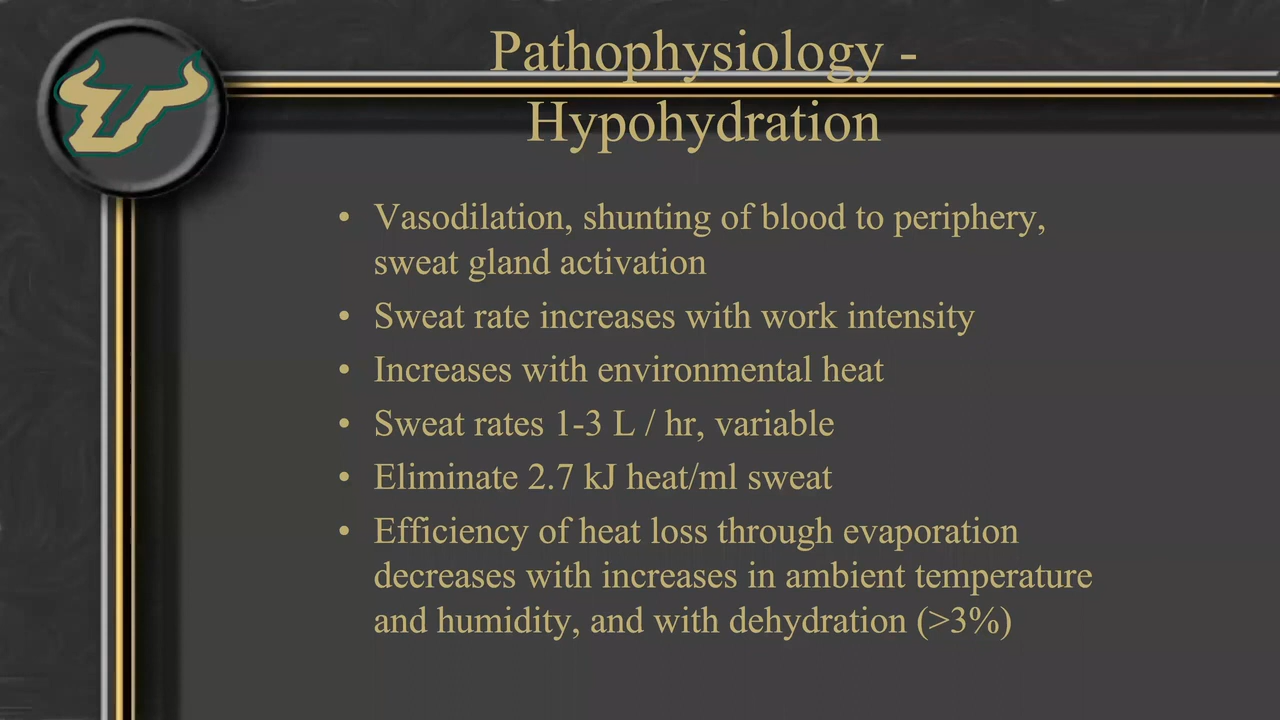 Pathophysiology -
Hypohydration
• Vasodilation, shunting of blood to periphery,
sweat gland activation
• Sweat rate increases with work intensity
• Increases with environmental heat
• Sweat rates 1-3 L / hr, variable
• Eliminate 2.7 kJ heat/ml sweat
• Efficiency of heat loss through evaporation
decreases with increases in ambient temperature
and humidity, and with dehydration (>3%)